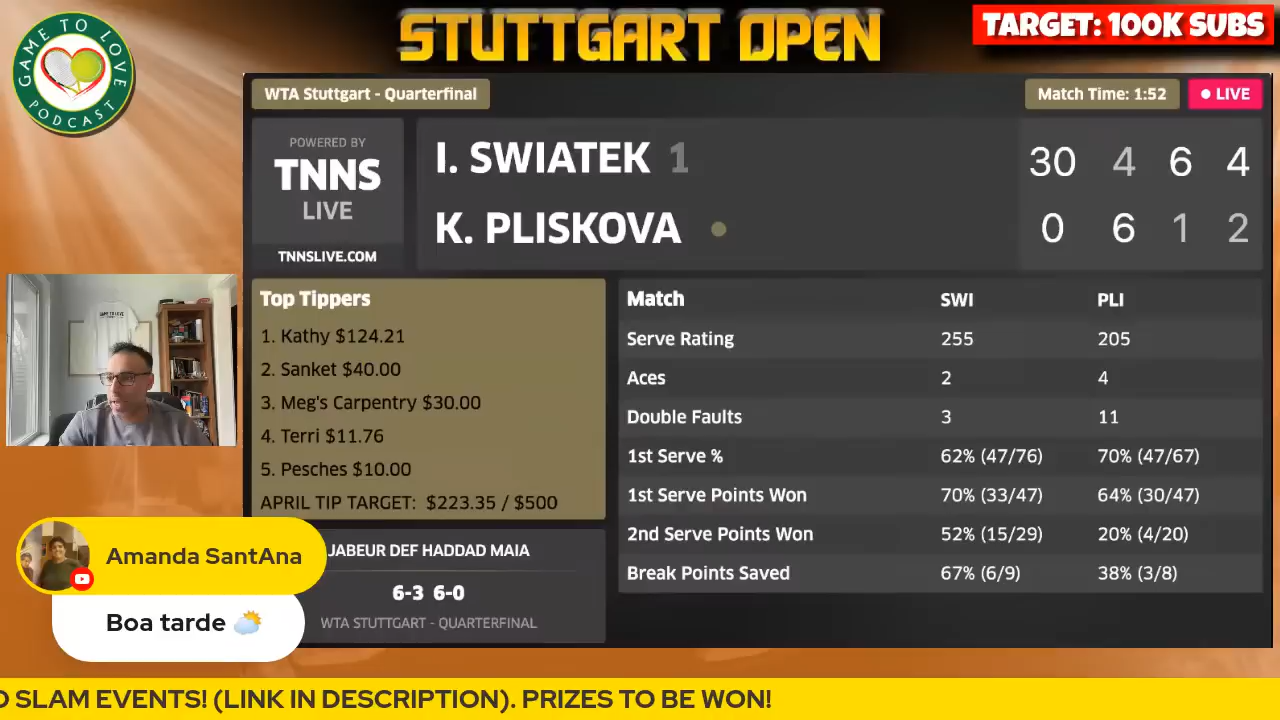 GAME TO LOVE
PODCAST
STUTTGART OPEN
TARGET: 100K SUBS
WTA Stuttgart - Quarterfinal
Match Time: 1:52
LIVE
POWERED BY
TNNS
LIVE
TNNSLIVE.COM
I. SWIATEK 1 30 4 6 4
K. PLISKOVA 0 6 1 2
Top Tippers
1. Kathy $124.21
2. Sanket $40.00
3. Meg's Carpentry $30.00
4. Terri $11.76
5. Pesches $10.00
APRIL TIP TARGET: $223.35 / $500
Match SWI PLI
Serve Rating 255 205
Aces 2 4
Double Faults 3 11
1st Serve % 62% (47/76) 70% (47/67)
1st Serve Points Won 70% (33/47) 64% (30/47)
2nd Serve Points Won 52% (15/29) 20% (4/20)
Break Points Saved 67% (6/9) 38% (3/8)
JABEUR DEF HADDAD MAIA
6-3 6-0
WTA STUTTGART - QUARTERFINAL
Amanda SantAna
Boa tarde
SLAM EVENTS! (LINK IN DESCRIPTION). PRIZES TO BE WON!